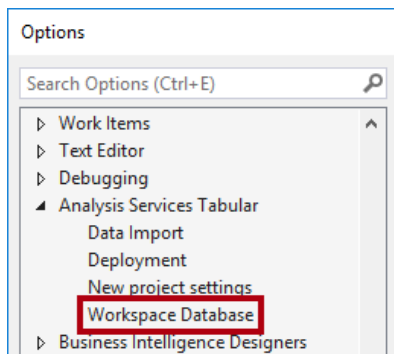 Options
Search Options (Ctrl+E)
Work Items
Text Editor
Debugging
Analysis Services Tabular
Data Import
Deployment
New project settings
Workspace Database
Business Intelligence Designers